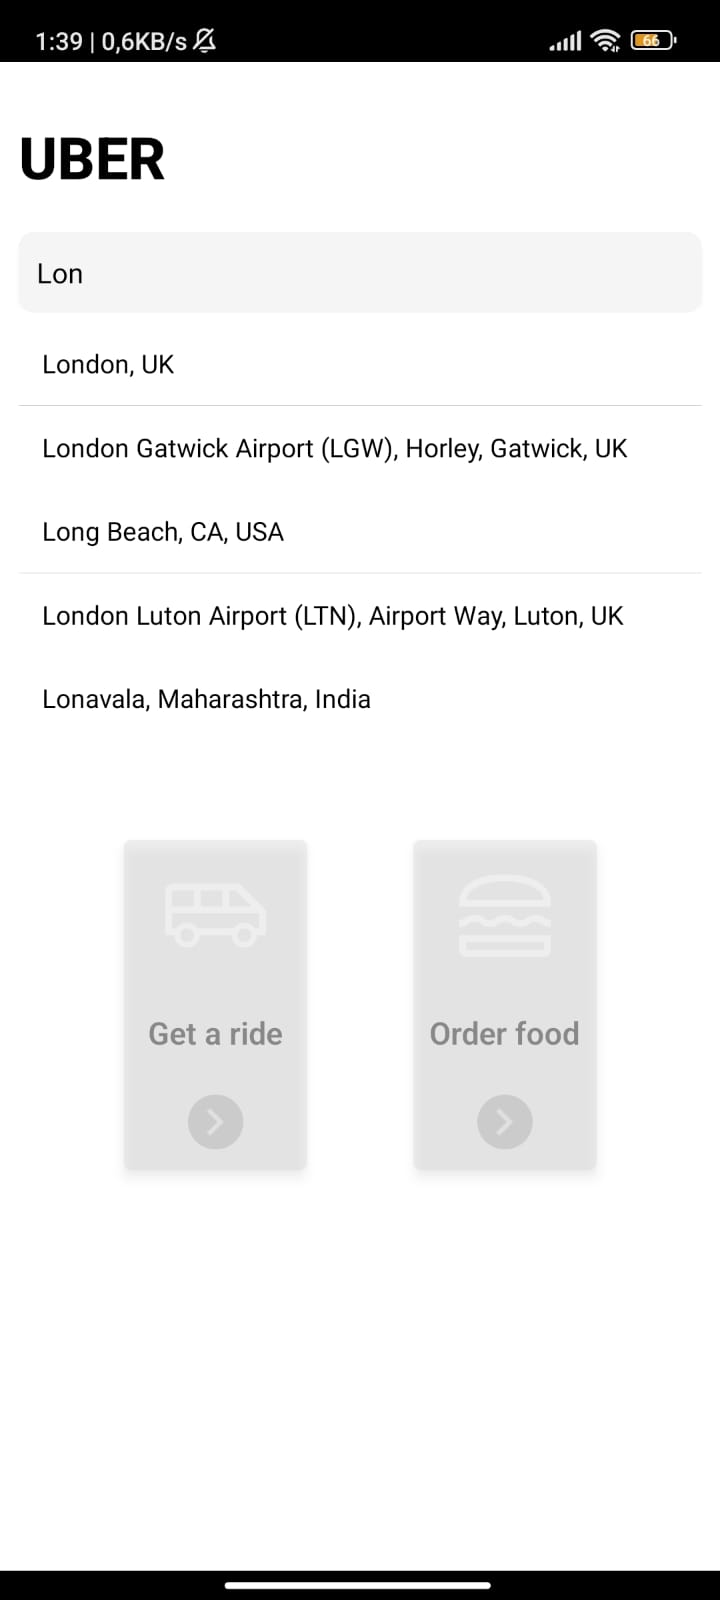 1:39 | 0,6KB/s
66
UBER
Lon
London, UK
London Gatwick Airport (LGW), Horley, Gatwick, UK
Long Beach, CA, USA
London Luton Airport (LTN), Airport Way, Luton, UK
Lonavala, Maharashtra, India
Get a ride
Order food